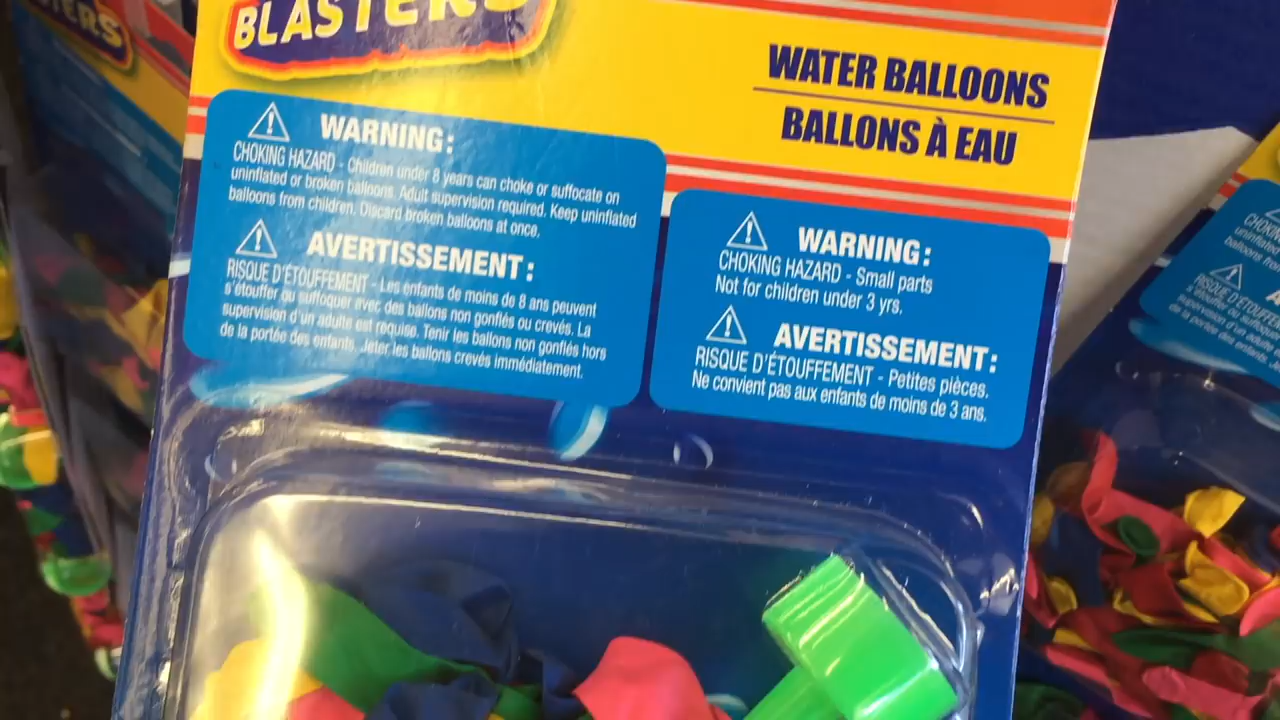 BLASTERS
WATER BALLOONS
BALLONS À EAU
WARNING:
CHOKING HAZARD - Children under 8 years can choke or suffocate on
uninflated or broken balloons. Adult supervision required. Keep uninflated
balloons from children. Discard broken balloons at once.
AVERTISSEMENT:
RISQUE D'ÉTOUFFEMENT - Les enfants de moins de 8 ans peuvent
s'étouffer ou suffoquer avec des ballons non gonflés ou crevés. La
supervision d'un adulte est requise. Tenir les ballons non gonflés hors
de la portée des enfants. Jeter les ballons crevés immédiatement.
WARNING:
CHOKING HAZARD - Small parts
Not for children under 3 yrs.
AVERTISSEMENT:
RISQUE D'ÉTOUFFEMENT - Petites pièces.
Ne convient pas aux enfants de moins de 3 ans.